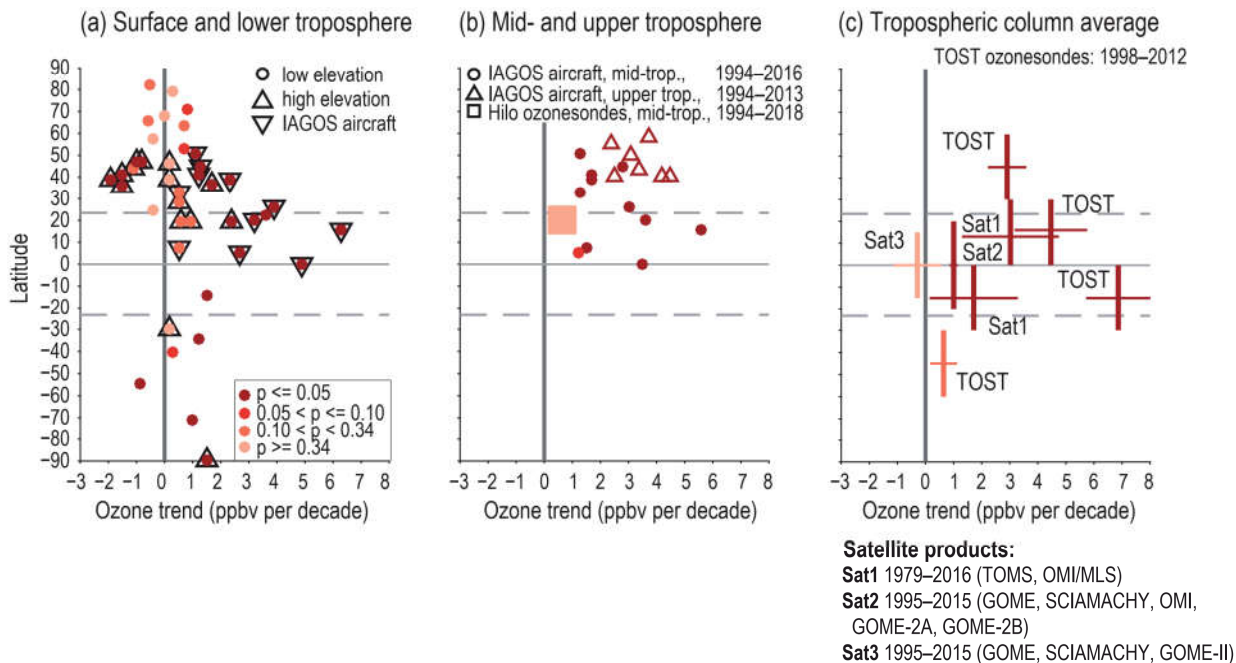 (a) Surface and lower troposphere
90
80
70
60
50
40
30
20
10
0
−10
−20
−30
−40
−50
−60
−70
−80
−90
Latitude
low elevation
high elevation
IAGOS aircraft
p <= 0.05
0.05 < p <= 0.10
0.10 < p < 0.34
p >= 0.34
−3 −2 −1 0 1 2 3 4 5 6 7 8
Ozone trend (ppbv per decade)
(b) Mid- and upper troposphere
IAGOS aircraft, mid-trop., 1994–2016
IAGOS aircraft, upper trop., 1994–2013
Hilo ozonesondes, mid-trop., 1994–2018
−3 −2 −1 0 1 2 3 4 5 6 7 8
Ozone trend (ppbv per decade)
(c) Tropospheric column average
TOST ozonesondes: 1998–2012
TOST
TOST
Sat1
Sat3
Sat2
TOST
Sat1
TOST
−3 −2 −1 0 1 2 3 4 5 6 7 8
Ozone trend (ppbv per decade)
Satellite products:
Sat1 1979–2016 (TOMS, OMI/MLS)
Sat2 1995–2015 (GOME, SCIAMACHY, OMI,
GOME-2A, GOME-2B)
Sat3 1995–2015 (GOME, SCIAMACHY, GOME-II)